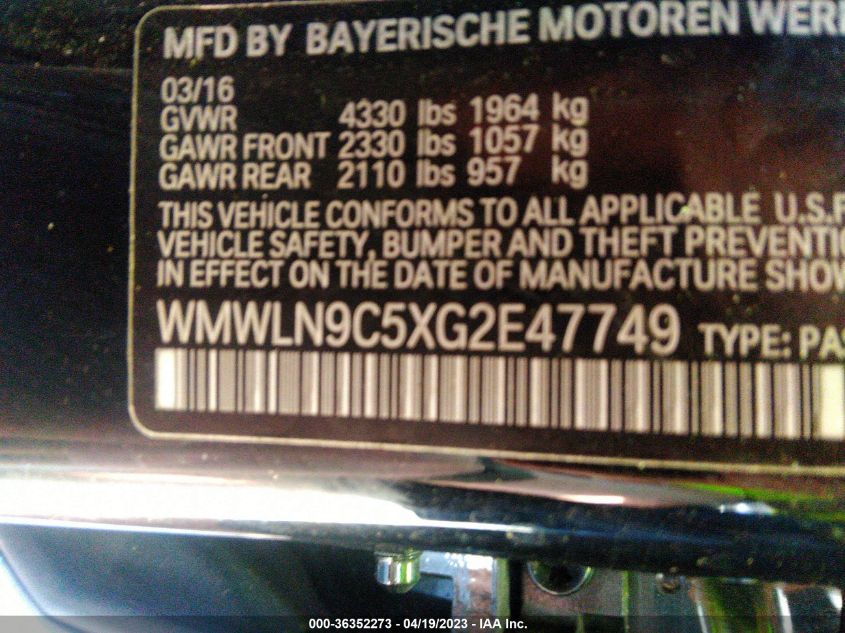 MFD BY BAYERISCHE MOTOREN WER
03/16
GVWR 4330 lbs 1964 kg
GAWR FRONT 2330 lbs 1057 kg
GAWR REAR 2110 lbs 957 kg
THIS VEHICLE CONFORMS TO ALL APPLICABLE U.S.F
VEHICLE SAFETY, BUMPER AND THEFT PREVENTIO
IN EFFECT ON THE DATE OF MANUFACTURE SHOW
WMWLN9C5XG2E47749 TYPE: PAS
000-36352273 - 04/19/2023 - IAA Inc.